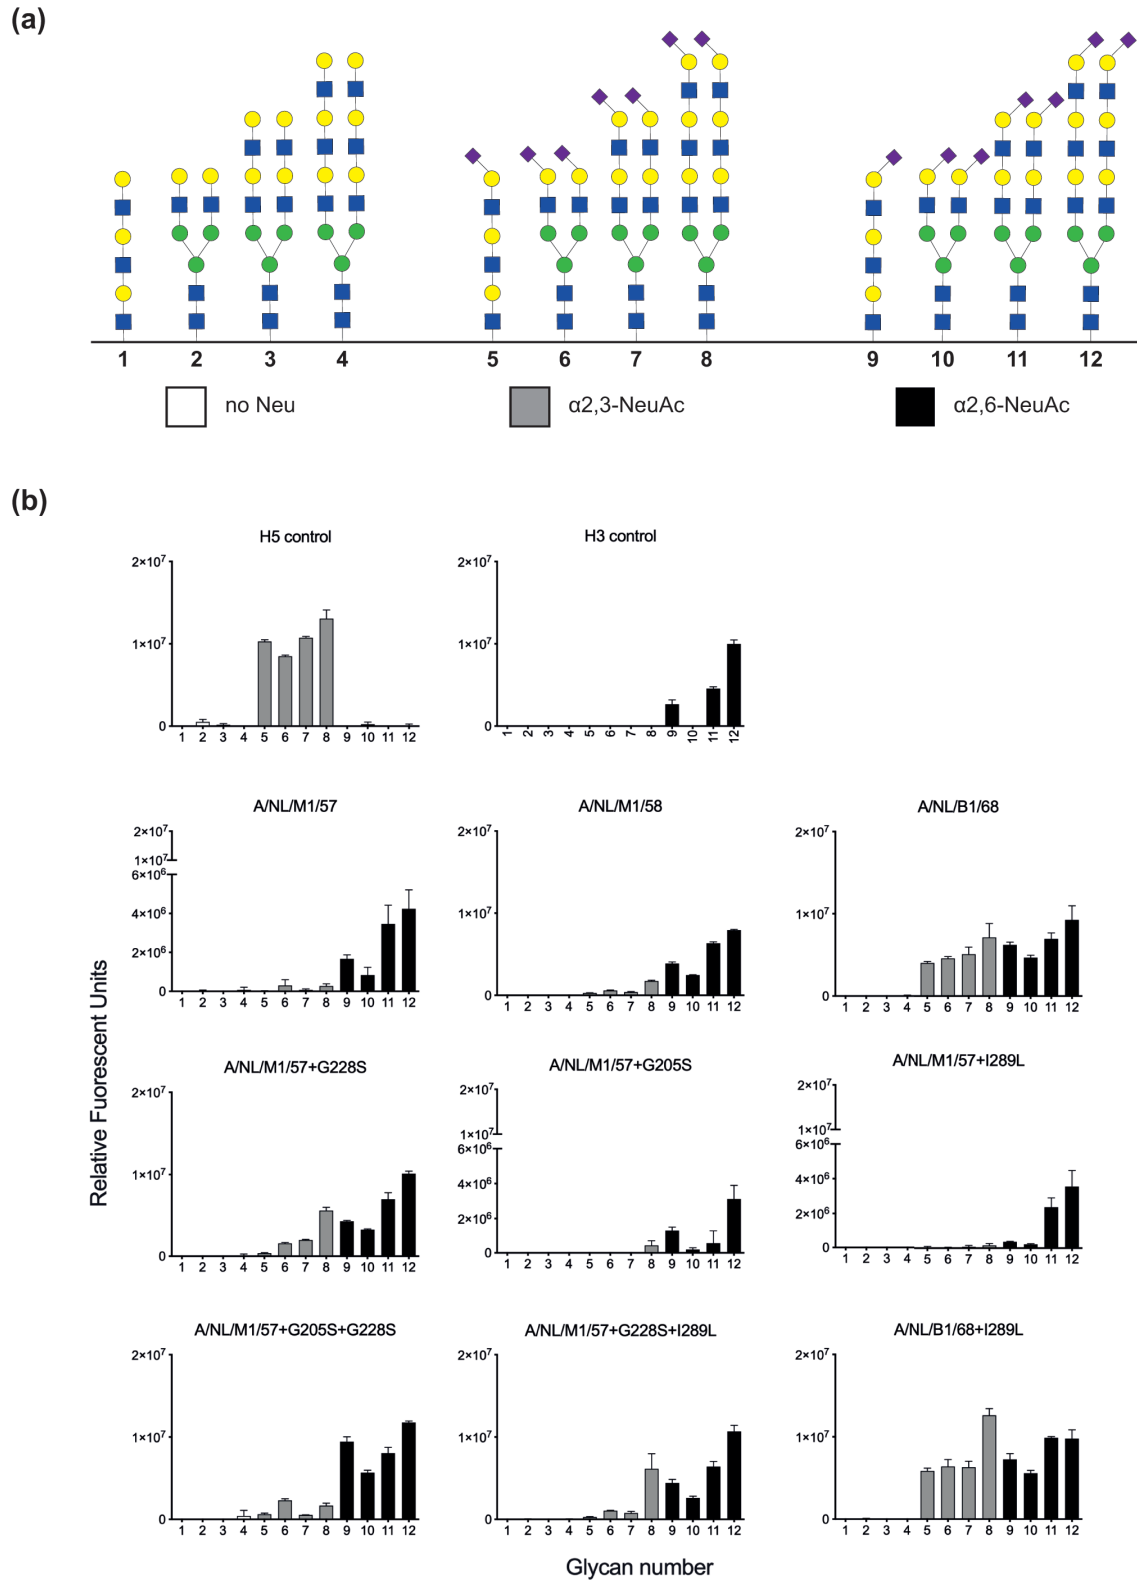 (a)
1 2 3 4 5 6 7 8 9 10 11 12
no Neu α2,3-NeuAc α2,6-NeuAc
(b)
H5 control H3 control
2×10⁷ 2×10⁷
1×10⁷ 1×10⁷
0 0
1 2 3 4 5 6 7 8 9 10 11 12 1 2 3 4 5 6 7 8 9 10 11 12
A/NL/M1/57 A/NL/M1/58 A/NL/B1/68
2×10⁷ 2×10⁷ 2×10⁷
1×10⁷
6×10⁶
4×10⁶ 1×10⁷ 1×10⁷
2×10⁶
0 0 0
1 2 3 4 5 6 7 8 9 10 11 12 1 2 3 4 5 6 7 8 9 10 11 12 1 2 3 4 5 6 7 8 9 10 11 12
Relative Fluorescent Units
A/NL/M1/57+G228S A/NL/M1/57+G205S A/NL/M1/57+I289L
2×10⁷ 2×10⁷ 2×10⁷
1×10⁷ 1×10⁷
6×10⁶ 6×10⁶
1×10⁷ 4×10⁶ 4×10⁶
2×10⁶ 2×10⁶
0 0 0
1 2 3 4 5 6 7 8 9 10 11 12 1 2 3 4 5 6 7 8 9 10 11 12 1 2 3 4 5 6 7 8 9 10 11 12
A/NL/M1/57+G205S+G228S A/NL/M1/57+G228S+I289L A/NL/B1/68+I289L
2×10⁷ 2×10⁷ 2×10⁷
1×10⁷ 1×10⁷ 1×10⁷
0 0 0
1 2 3 4 5 6 7 8 9 10 11 12 1 2 3 4 5 6 7 8 9 10 11 12 1 2 3 4 5 6 7 8 9 10 11 12
Glycan number